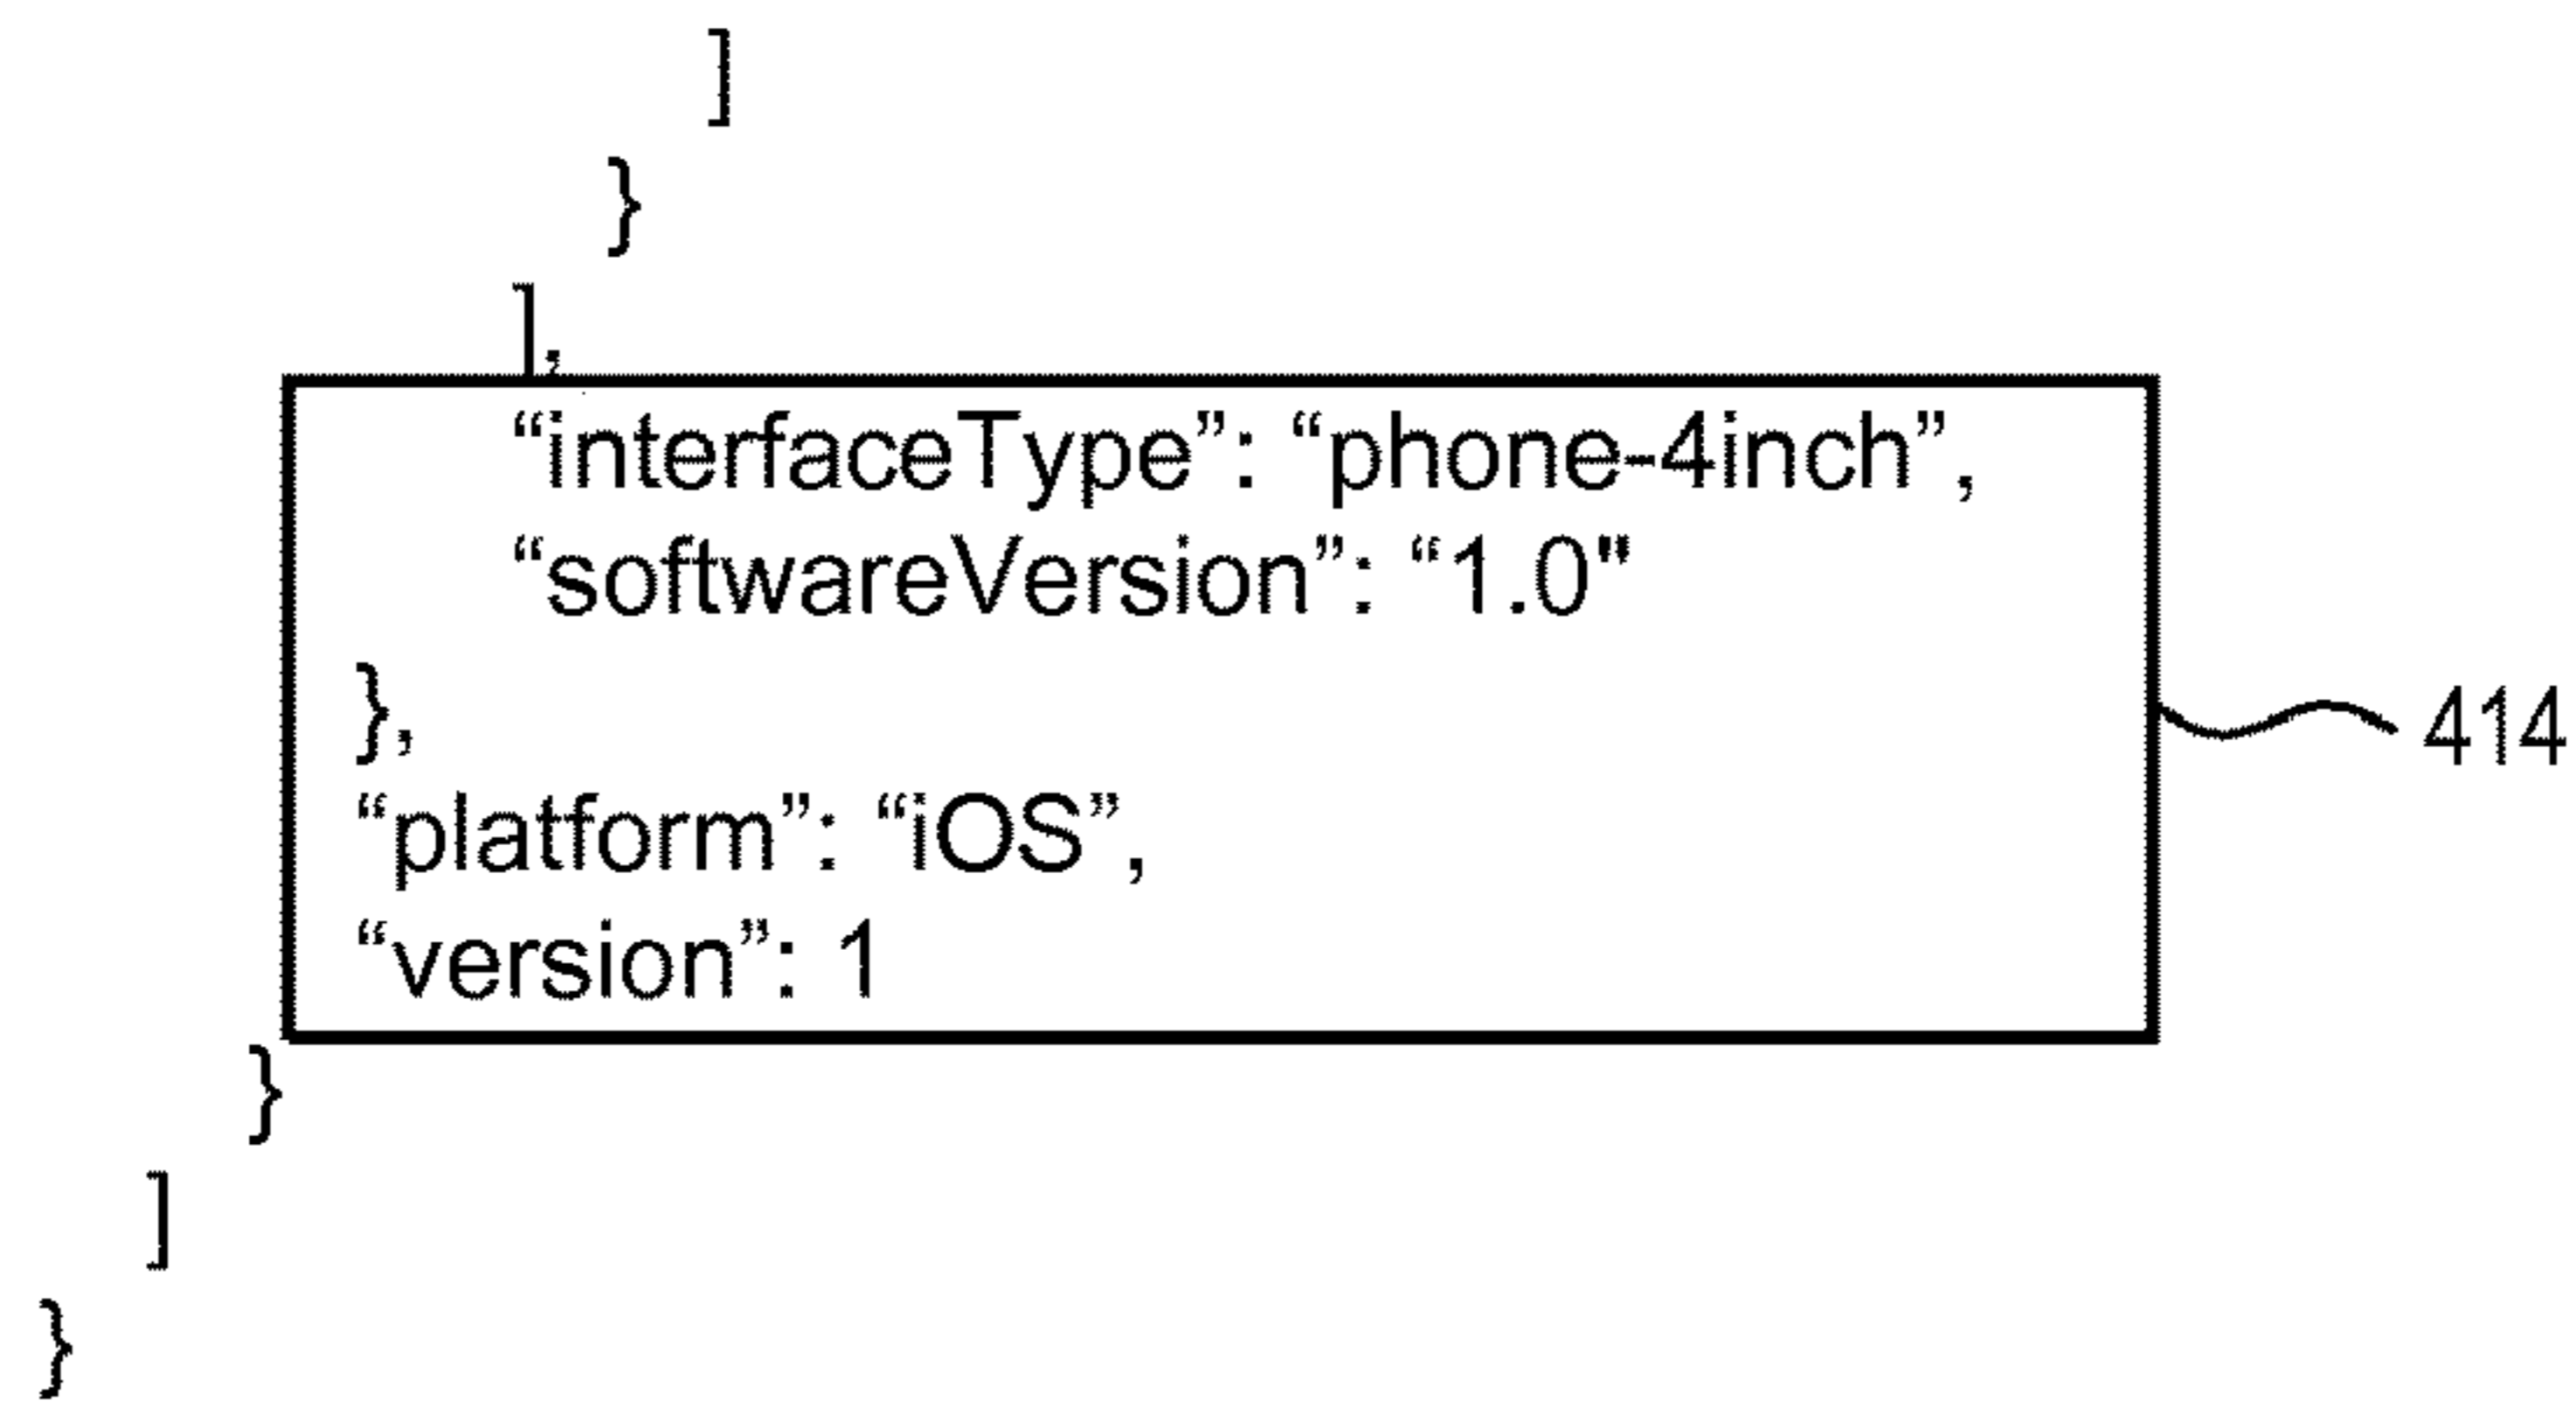 ]
}
],
“interfaceType”: “phone-4inch”,
“softwareVersion”: “1.0"
},
414
“platform”: “iOS”,
“version”: 1
}
]
}